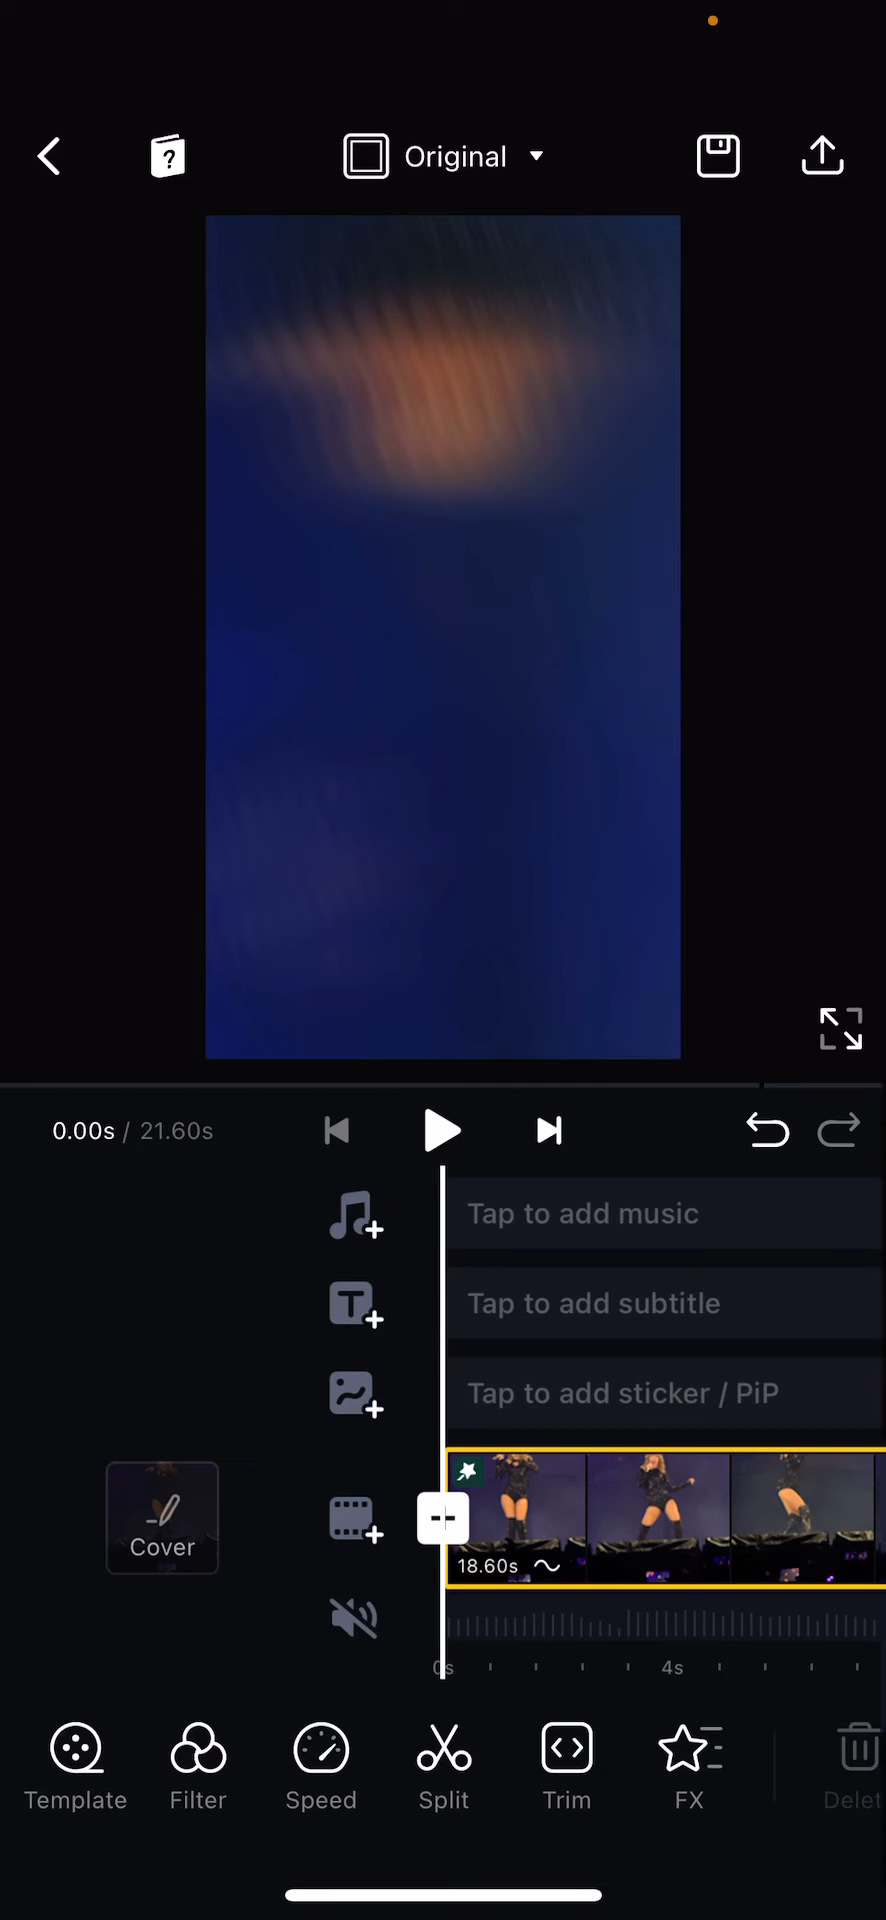 Original
0.00s / 21.60s
Tap to add music
Tap to add subtitle
Tap to add sticker / PiP
Cover
18.60s
0s
4s
Template
Filter
Speed
Split
Trim
FX
Delet